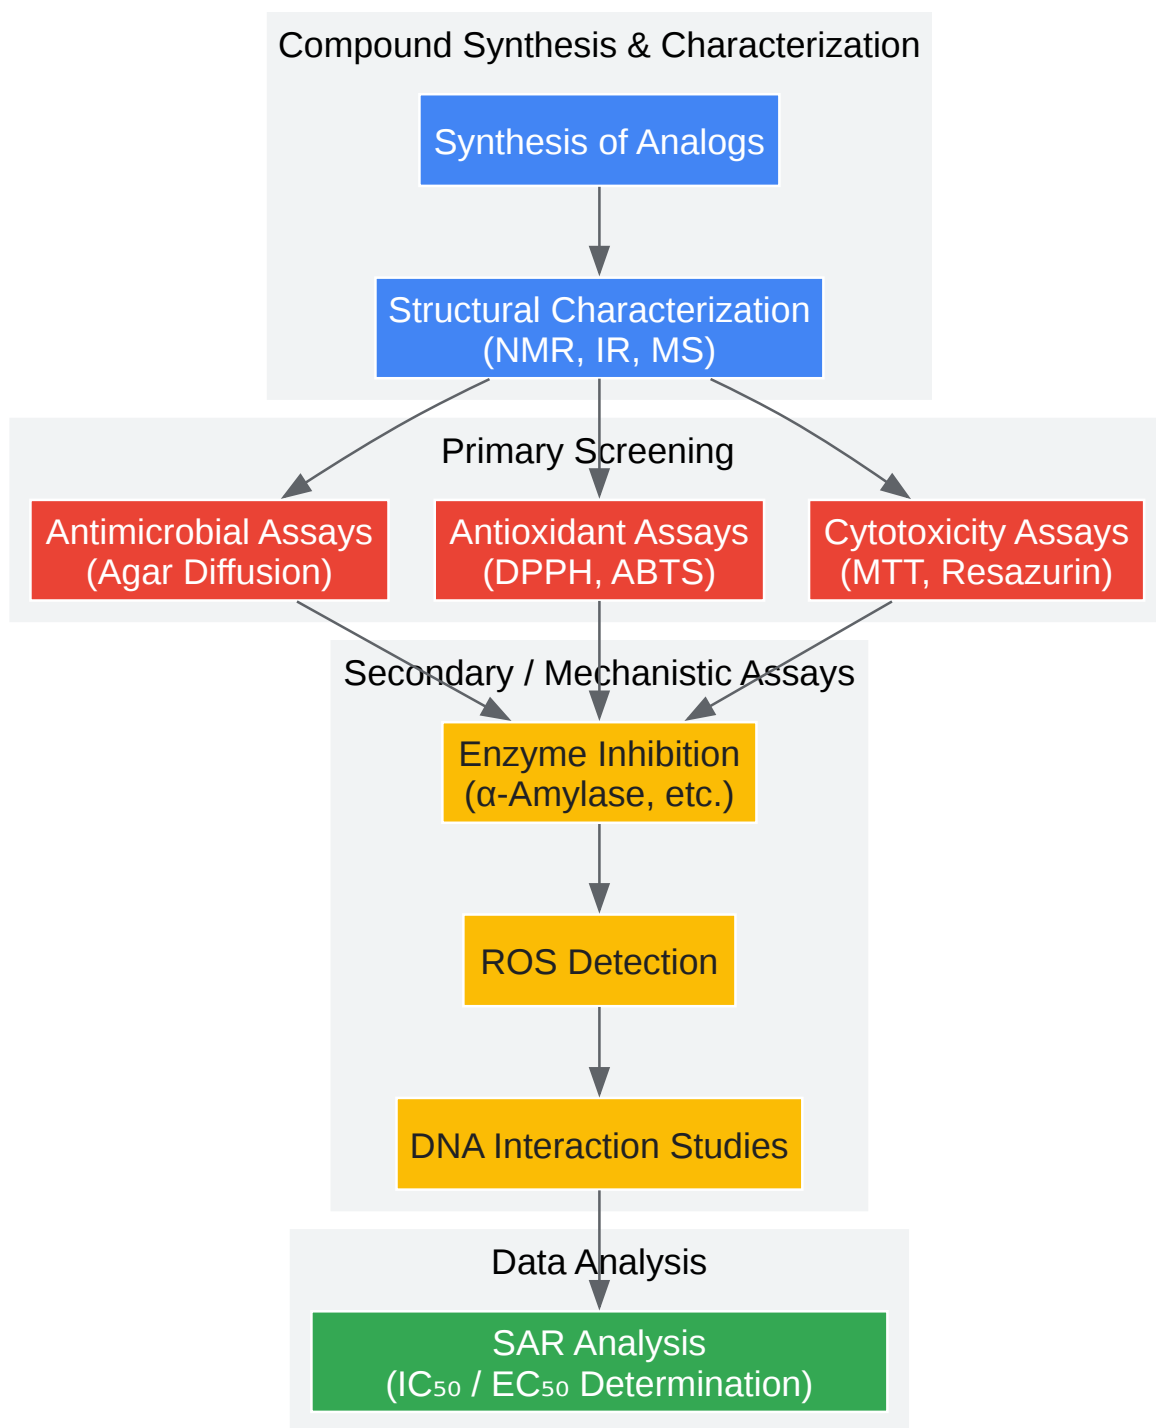 Compound Synthesis & Characterization
Synthesis of Analogs
Structural Characterization
(NMR, IR, MS)
Primary Screening
Antimicrobial Assays
(Agar Diffusion)
Antioxidant Assays
(DPPH, ABTS)
Cytotoxicity Assays
(MTT, Resazurin)
Secondary / Mechanistic Assays
Enzyme Inhibition
(α-Amylase, etc.)
ROS Detection
DNA Interaction Studies
Data Analysis
SAR Analysis
(IC₅₀ / EC₅₀ Determination)